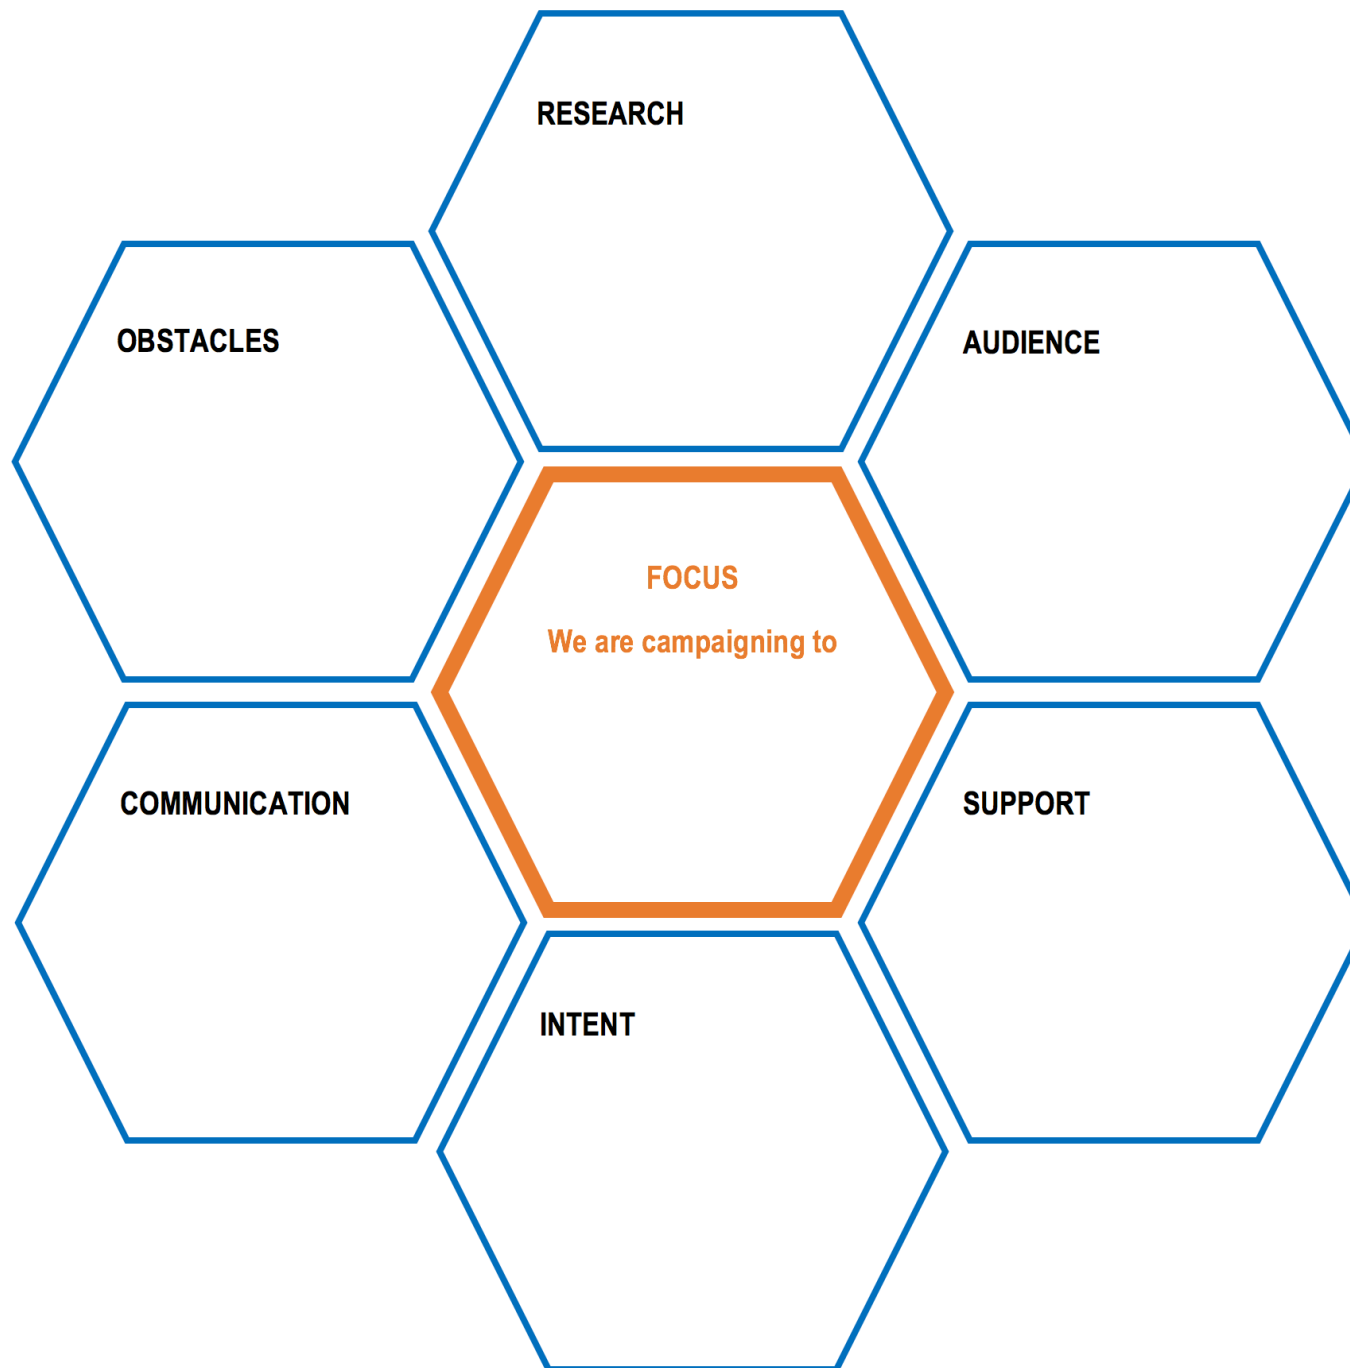 RESEARCH
OBSTACLES
AUDIENCE
FOCUS
We are campaigning to
COMMUNICATION
SUPPORT
INTENT